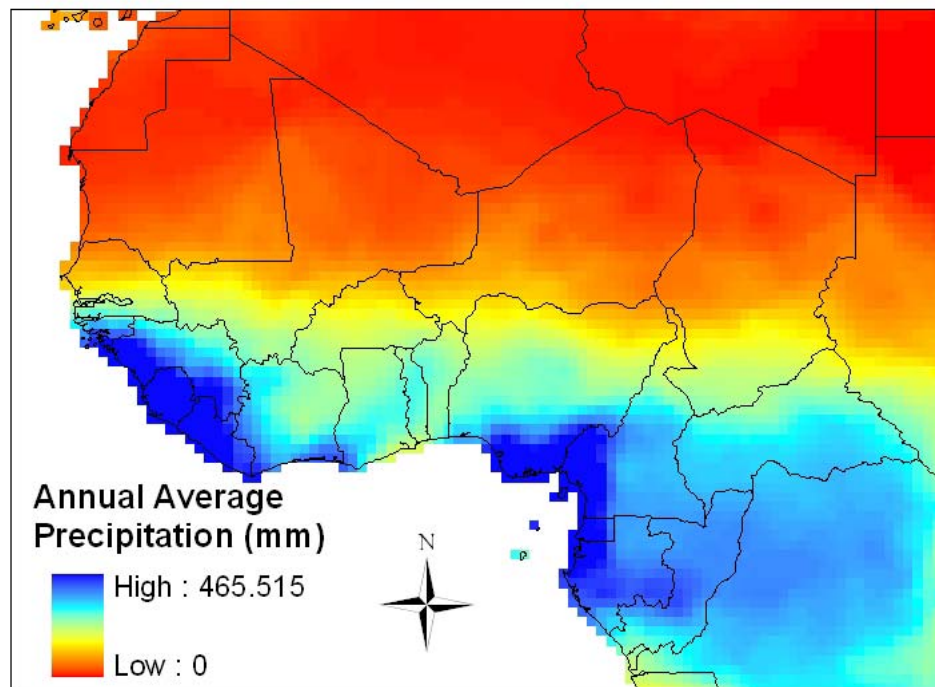 Annual Average
Precipitation (mm)
High : 465.515
Low : 0
N